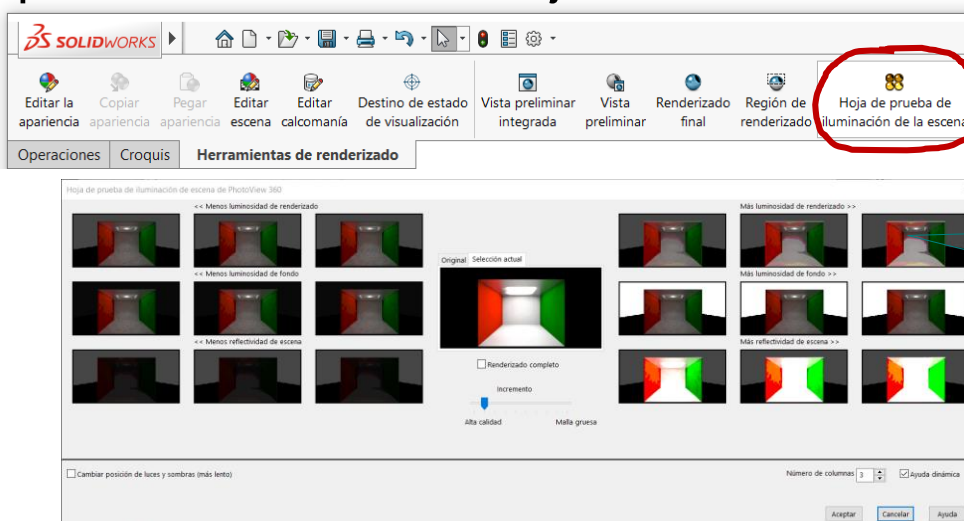 SOLIDWORKS
Editar la apariencia
Copiar apariencia
Pegar apariencia
Editar escena
Editar calcomanía
Destino de estado de visualización
Vista preliminar integrada
Vista preliminar
Renderizado final
Región de renderizado
Hoja de prueba de iluminación de la escena
Operaciones
Croquis
Herramientas de renderizado
Hoja de prueba de iluminación de escena de PhotoView 360
<< Menos luminosidad de renderizado
Más luminosidad de renderizado >>
Original
Selección actual
<< Menos luminosidad de fondo
Más luminosidad de fondo >>
<< Menos reflectividad de escena
Más reflectividad de escena >>
Renderizado completo
Incremento
Alta calidad
Malla gruesa
Cambiar posición de luces y sombras (más lento)
Número de columnas 3
Ayuda dinámica
Aceptar
Cancelar
Ayuda